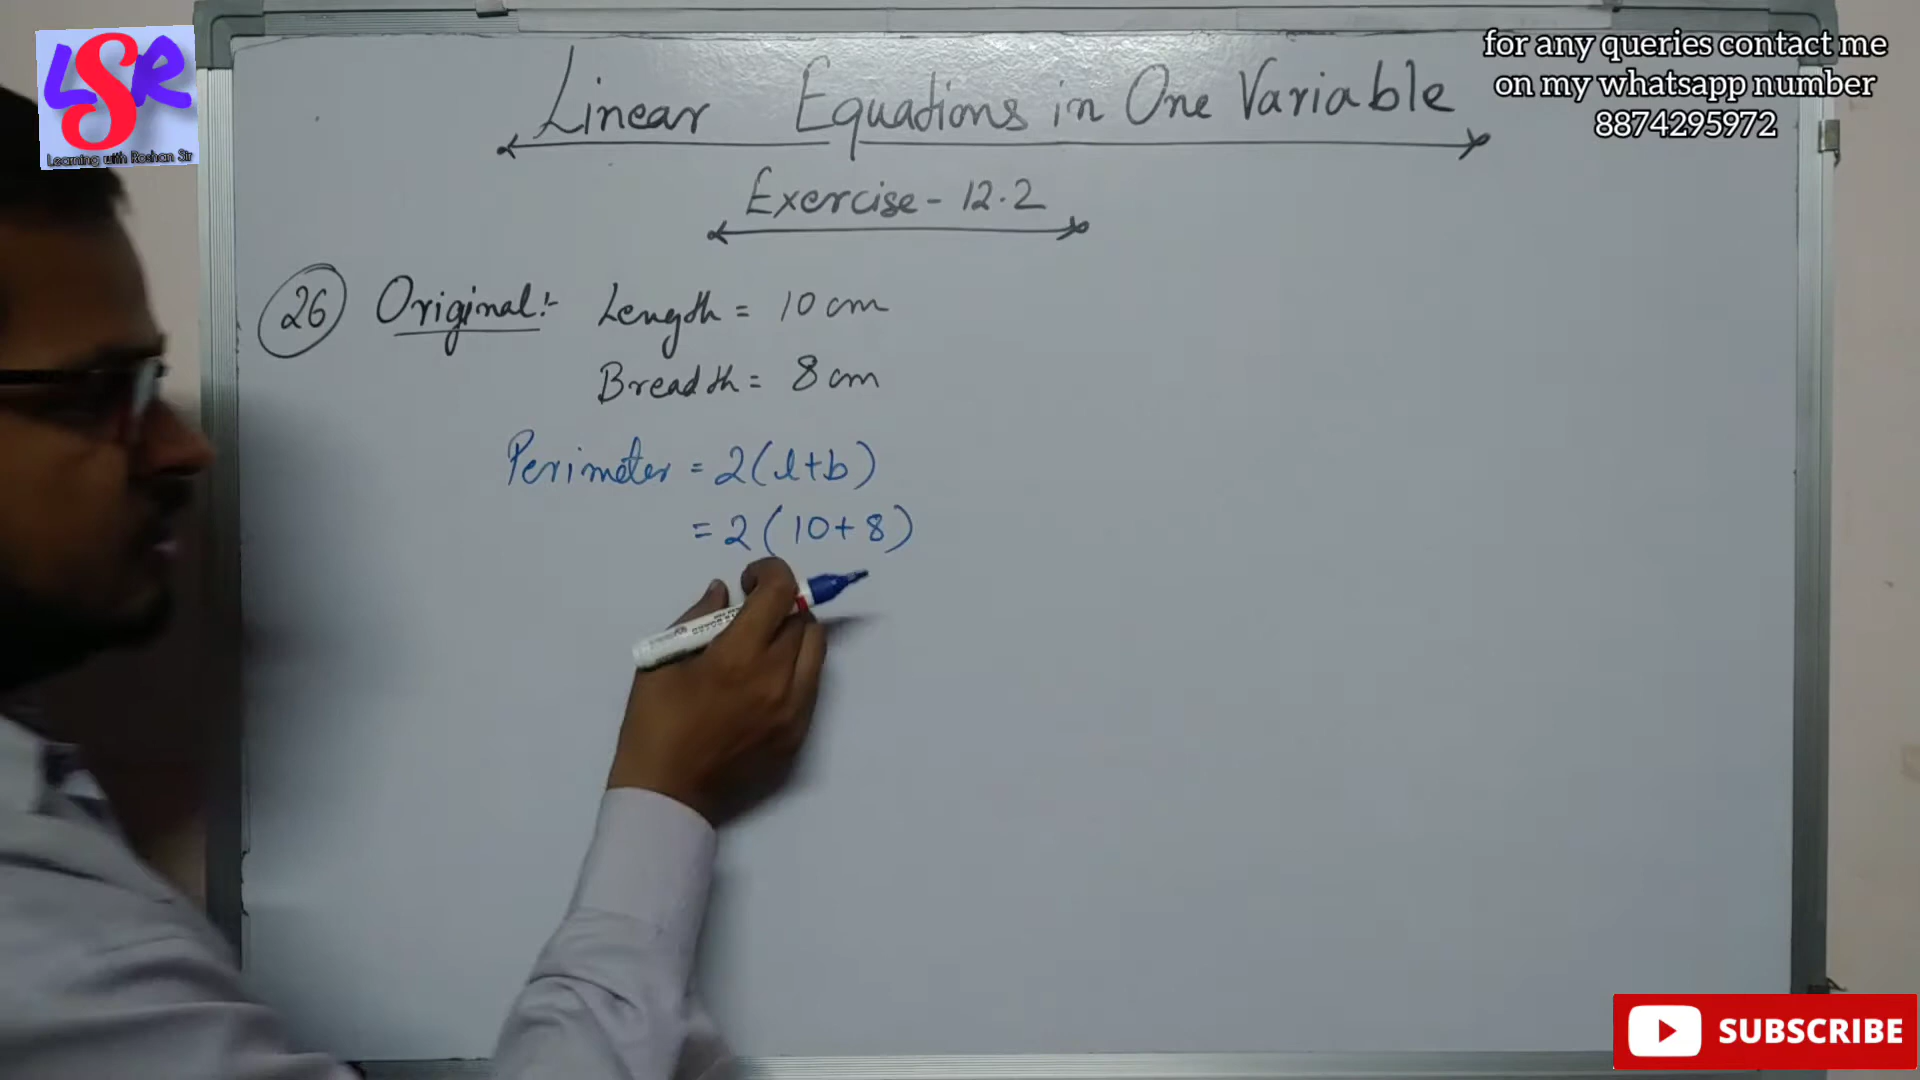 LSR
Learning with Roshan Sir
for any queries contact me
on my whatsapp number
8874295972
Linear Equations in One Variable
Exercise - 12.2
26 Original:- Length = 10 cm
Breadth = 8 cm
Perimeter = 2(l+b)
= 2(10+8)
SUBSCRIBE